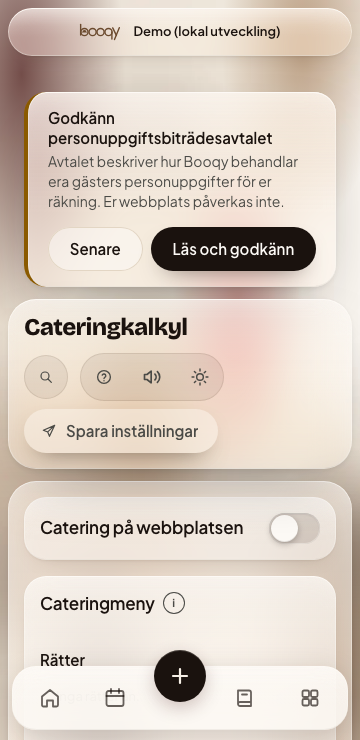 booqy Demo (lokal utveckling)
Godkänn
personuppgiftsbiträdesavtalet
Avtalet beskriver hur Booqy behandlar
era gästers personuppgifter för er
räkning. Er webbplats påverkas inte.
Senare Läs och godkänn
Cateringkalkyl
Spara inställningar
Catering på webbplatsen
Cateringmeny i
Rätter